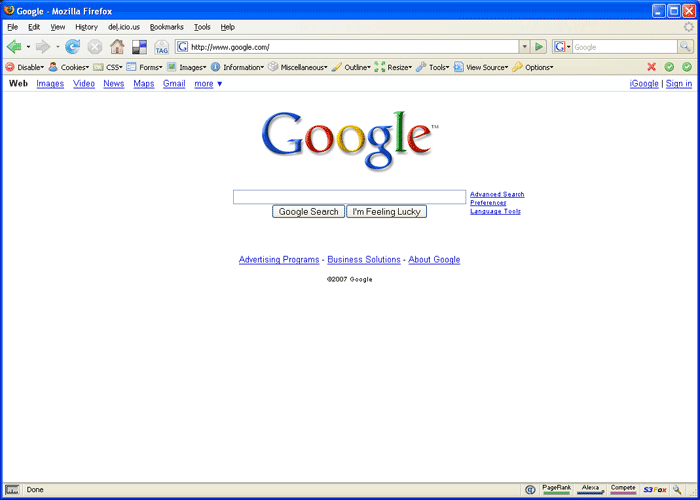 Google - Mozilla Firefox
File Edit View History del.icio.us Bookmarks Tools Help
TAG G http://www.google.com/ G Google
Disable Cookies CSS Forms Images Information Miscellaneous Outline Resize Tools View Source Options
Web Images Video News Maps Gmail more ▼ iGoogle | Sign in
Google™
Advanced Search
Preferences
Google Search I'm Feeling Lucky Language Tools
Advertising Programs - Business Solutions - About Google
©2007 Google
Done @ PageRank Alexa Compete S3Fox